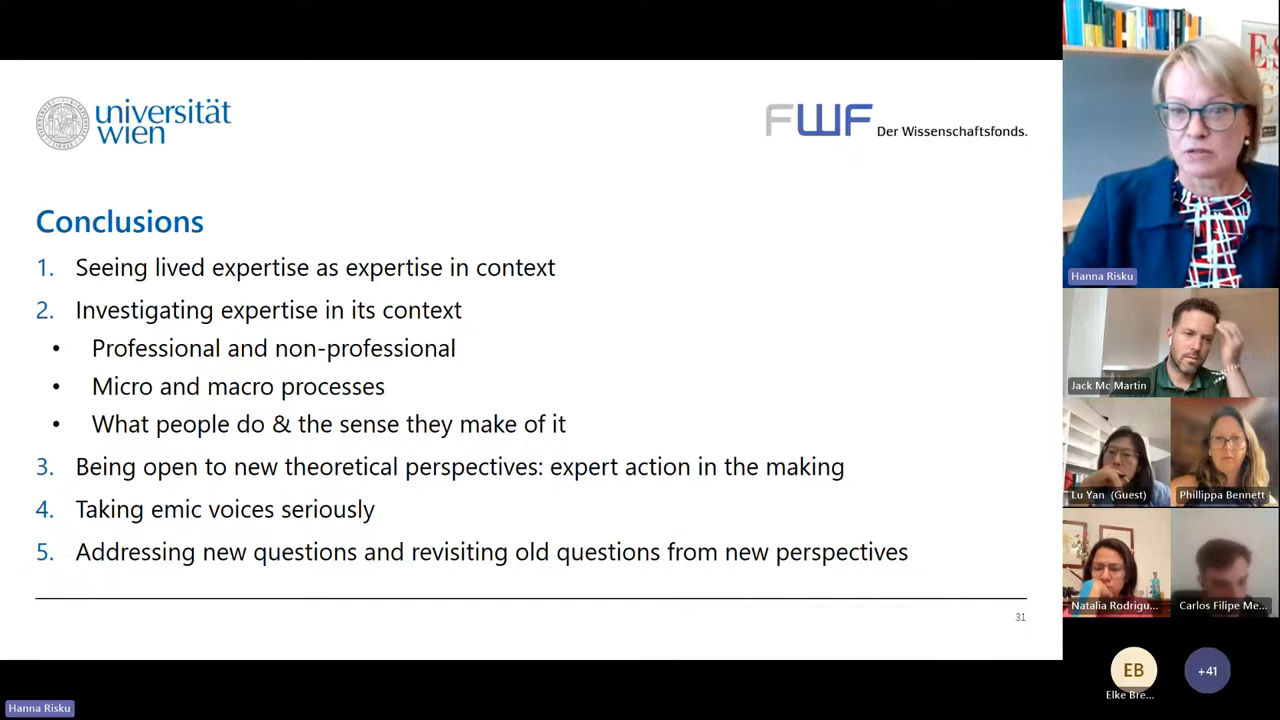 universität
wien
FWF Der Wissenschaftsfonds.
Conclusions
1. Seeing lived expertise as expertise in context
2. Investigating expertise in its context
• Professional and non-professional
• Micro and macro processes
• What people do & the sense they make of it
3. Being open to new theoretical perspectives: expert action in the making
4. Taking emic voices seriously
5. Addressing new questions and revisiting old questions from new perspectives
31
Hanna Risku
ES
Hanna Risku
Jack Mc Martin
Lu Yan (Guest)
Phillippa Bennett
Natalia Rodrigu...
Carlos Filipe Me...
EB
+41
Elke Bre...